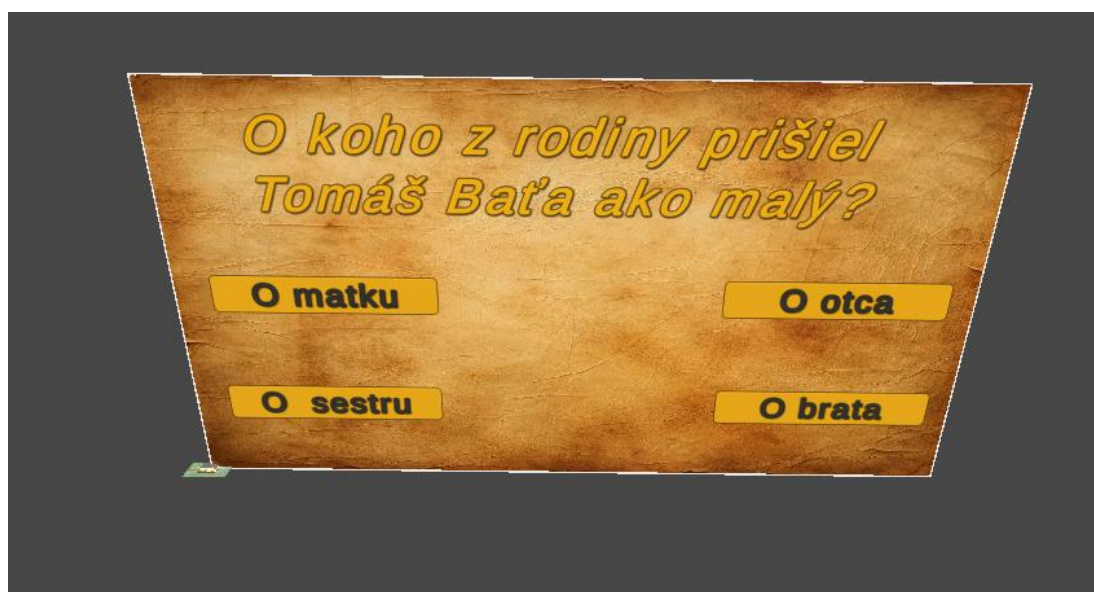 O koho z rodiny prišiel
Tomáš Baťa ako malý?
O matku
O otca
O sestru
O brata